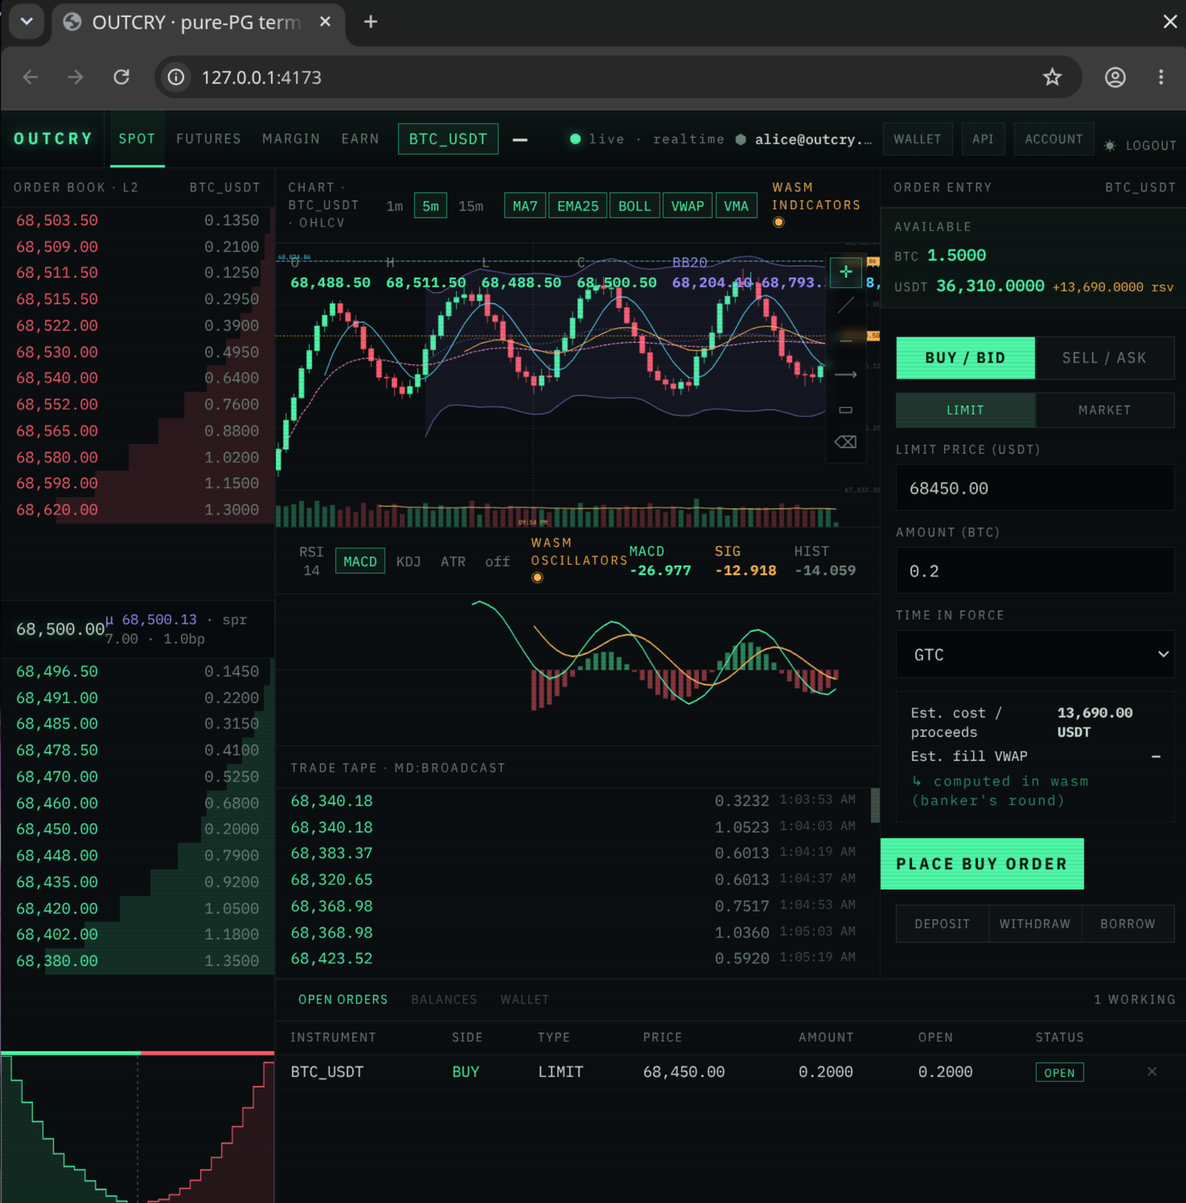 OUTCRY · pure-PG term
127.0.0.1:4173
OUTCRY SPOT FUTURES MARGIN EARN BTC_USDT — live · realtime alice@outcry.… WALLET API ACCOUNT LOGOUT
ORDER BOOK · L2 BTC_USDT
68,503.50 0.1350
68,509.00 0.2100
68,511.50 0.1250
68,515.50 0.2950
68,522.00 0.3900
68,530.00 0.4950
68,540.00 0.6400
68,552.00 0.7600
68,565.00 0.8800
68,580.00 1.0200
68,598.00 1.1500
68,620.00 1.3000
68,500.00 µ 68,500.13 · spr
7.00 · 1.0bp
68,496.50 0.1450
68,491.00 0.2200
68,485.00 0.3150
68,478.50 0.4100
68,470.00 0.5250
68,460.00 0.6800
68,450.00 0.2000
68,448.00 0.7900
68,435.00 0.9200
68,420.00 1.0500
68,402.00 1.1800
68,380.00 1.3500
CHART ·
BTC_USDT
· OHLCV
1m 5m 15m MA7 EMA25 BOLL VWAP VMA
WASM
INDICATORS
O H L C BB20
68,488.50 68,511.50 68,488.50 68,500.50 68,204.10 68,793.
09:54 PM
RSI
14
MACD KDJ ATR off
WASM
OSCILLATORS
MACD SIG HIST
-26.977 -12.918 -14.059
TRADE TAPE · MD:BROADCAST
68,340.18 0.3232 1:03:53 AM
68,340.18 1.0523 1:04:03 AM
68,383.37 0.6013 1:04:19 AM
68,320.65 0.6013 1:04:37 AM
68,368.98 0.7517 1:04:53 AM
68,368.98 1.0360 1:05:03 AM
68,423.52 0.5920 1:05:19 AM
ORDER ENTRY BTC_USDT
AVAILABLE
BTC 1.5000
USDT 36,310.0000 +13,690.0000 rsv
BUY / BID SELL / ASK
LIMIT MARKET
LIMIT PRICE (USDT)
68450.00
AMOUNT (BTC)
0.2
TIME IN FORCE
GTC
Est. cost / 13,690.00
proceeds USDT
Est. fill VWAP —
↳ computed in wasm
(banker's round)
PLACE BUY ORDER
DEPOSIT WITHDRAW BORROW
OPEN ORDERS BALANCES WALLET 1 WORKING
INSTRUMENT SIDE TYPE PRICE AMOUNT OPEN STATUS
BTC_USDT BUY LIMIT 68,450.00 0.2000 0.2000 OPEN ×